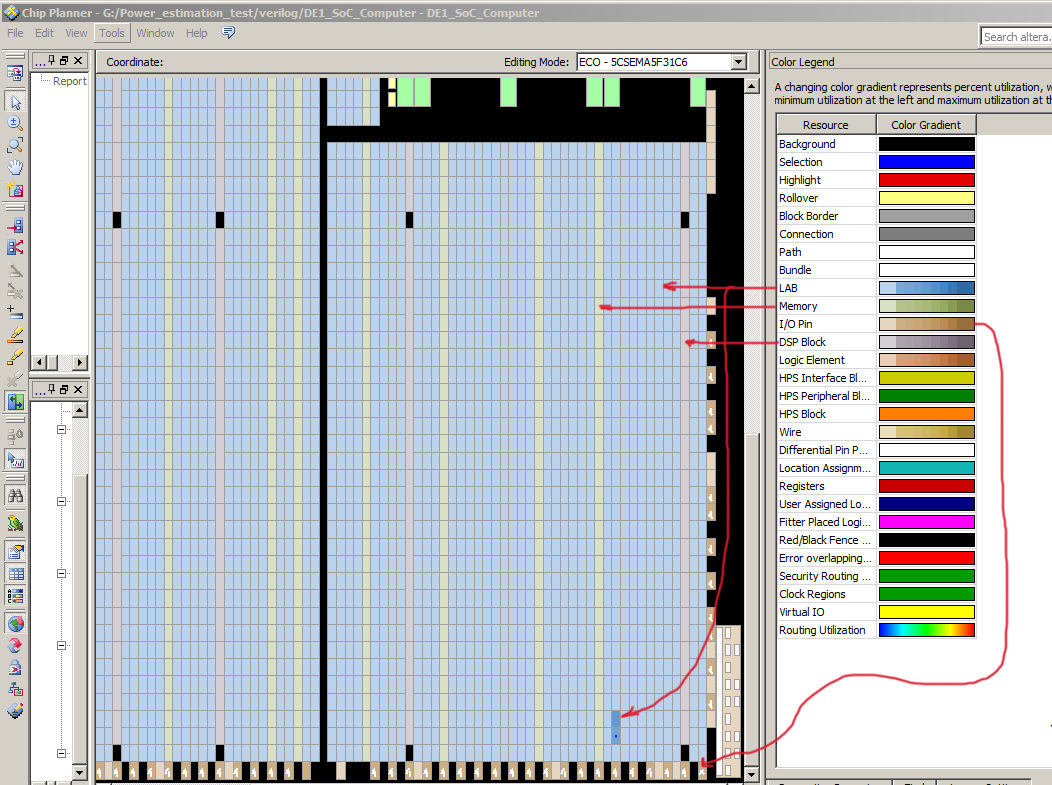 Chip Planner - G:/Power_estimation_test/verilog/DE1_SoC_Computer - DE1_SoC_Computer
File Edit View Tools Window Help
Search altera.
Report
Coordinate:
Editing Mode: ECO - 5CSEMA5F31C6
Color Legend
A changing color gradient represents percent utilization, w
minimum utilization at the left and maximum utilization at th
Resource Color Gradient
Background
Selection
Highlight
Rollover
Block Border
Connection
Path
Bundle
LAB
Memory
I/O Pin
DSP Block
Logic Element
HPS Interface Bl...
HPS Peripheral Bl...
HPS Block
Wire
Differential Pin P...
Location Assignm...
Registers
User Assigned Lo...
Fitter Placed Logi...
Red/Black Fence ...
Error overlapping...
Security Routing ...
Clock Regions
Virtual IO
Routing Utilization